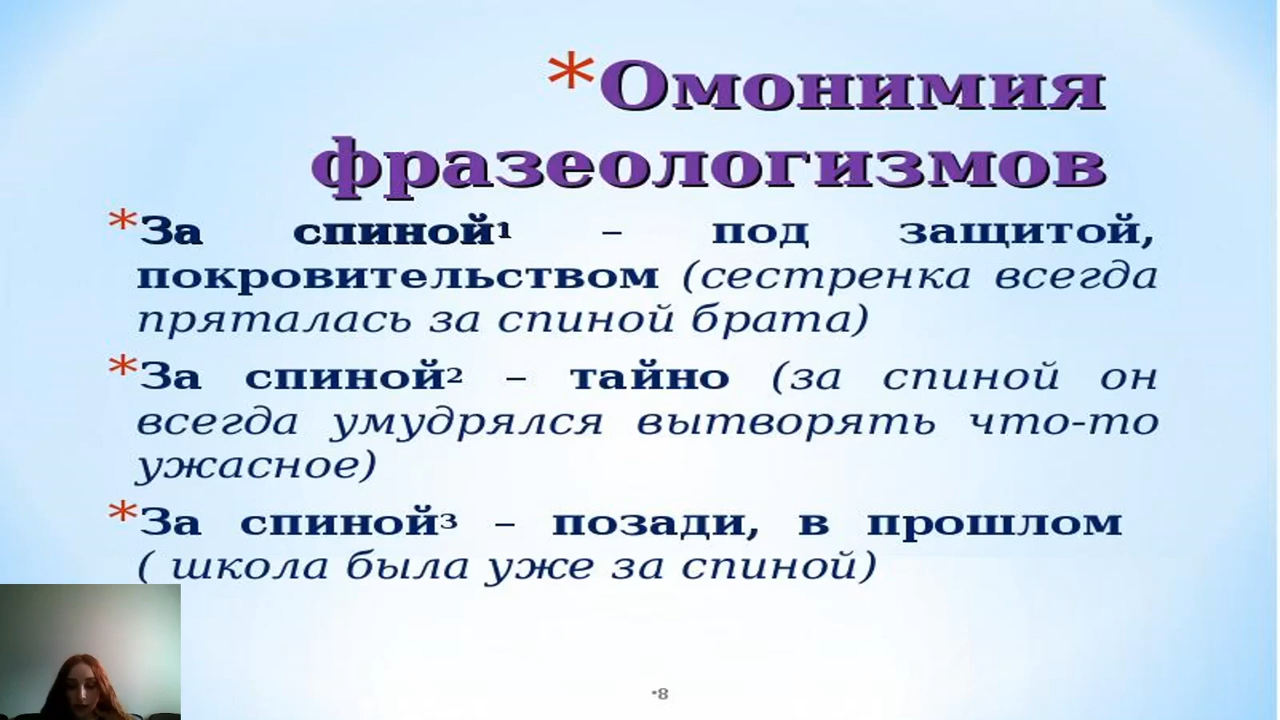 *Омонимия
фразеологизмов
*За спиной¹ – под защитой,
покровительством (сестренка всегда
пряталась за спиной брата)
*За спиной² – тайно (за спиной он
всегда умудрялся вытворять что-то
ужасное)
*За спиной³ – позади, в прошлом
( школа была уже за спиной)
•8